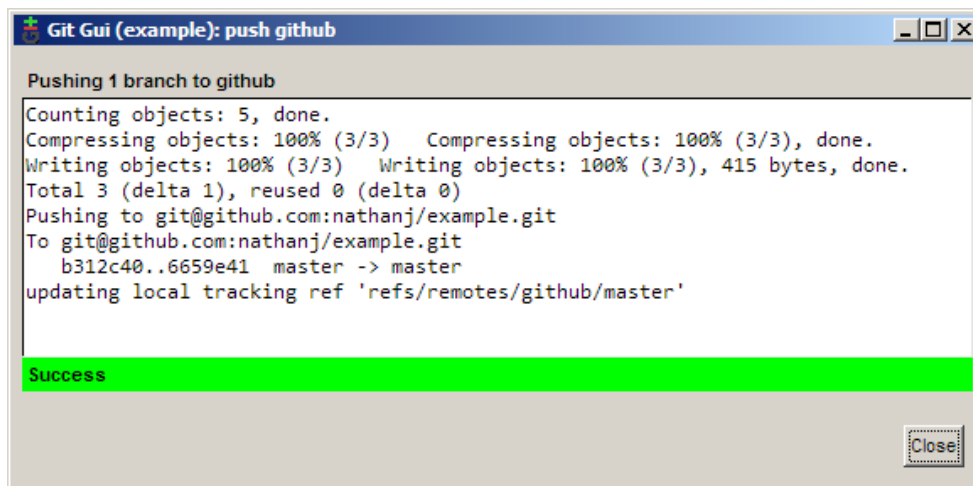 Git Gui (example): push github
Pushing 1 branch to github
Counting objects: 5, done.
Compressing objects: 100% (3/3)   Compressing objects: 100% (3/3), done.
Writing objects: 100% (3/3)   Writing objects: 100% (3/3), 415 bytes, done.
Total 3 (delta 1), reused 0 (delta 0)
Pushing to git@github.com:nathanj/example.git
To git@github.com:nathanj/example.git
   b312c40..6659e41  master -> master
updating local tracking ref 'refs/remotes/github/master'
Success
Close